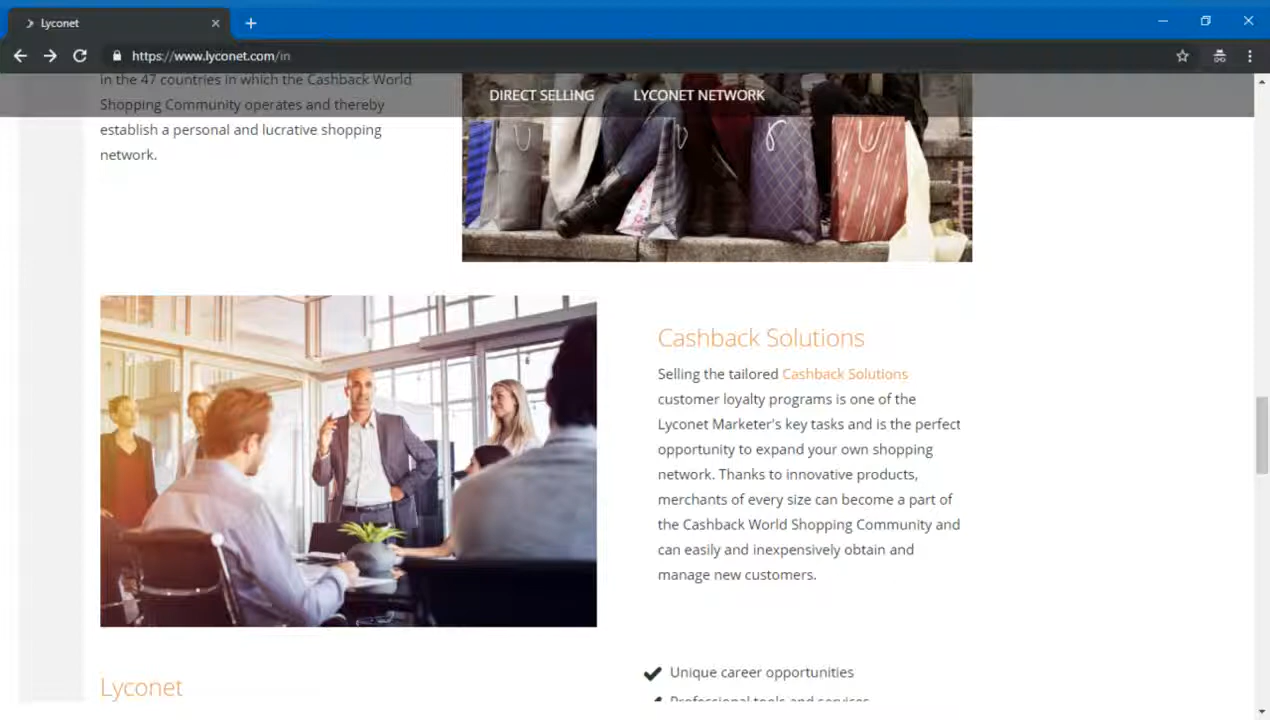 Lyconet
https://www.lyconet.com/in
in the 47 countries in which the Cashback World
DIRECT SELLING LYCONET NETWORK
Shopping Community operates and thereby
establish a personal and lucrative shopping
network.
Cashback Solutions
Selling the tailored Cashback Solutions
customer loyalty programs is one of the
Lyconet Marketer's key tasks and is the perfect
opportunity to expand your own shopping
network. Thanks to innovative products,
merchants of every size can become a part of
the Cashback World Shopping Community and
can easily and inexpensively obtain and
manage new customers.
Lyconet
Unique career opportunities
Professional tools and services